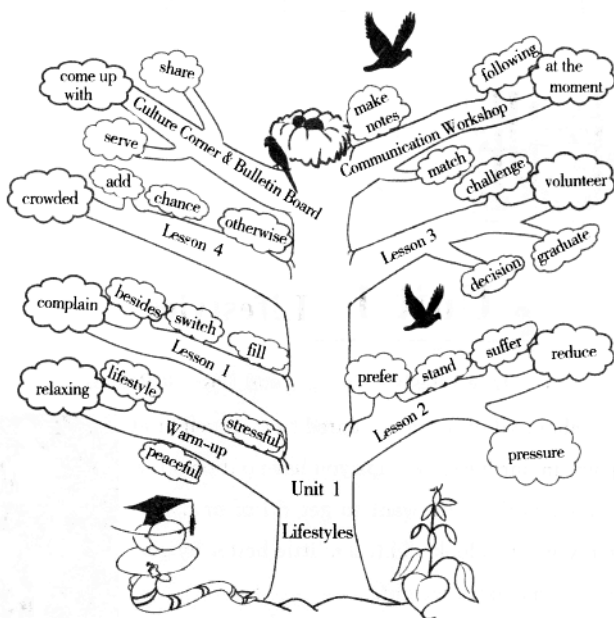 share
come up
with
serve
Culture Corner & Bulletin Board
add
crowded
chance
otherwise
Lesson 4
besides
complain
switch
fill
Lesson 1
lifestyle
relaxing
stressful
Warm-up
peaceful
following
at the
moment
make
notes
Communication Workshop
match
challenge
volunteer
Lesson 3
graduate
decision
suffer
reduce
prefer
stand
Lesson 2
pressure
Unit 1
Lifestyles